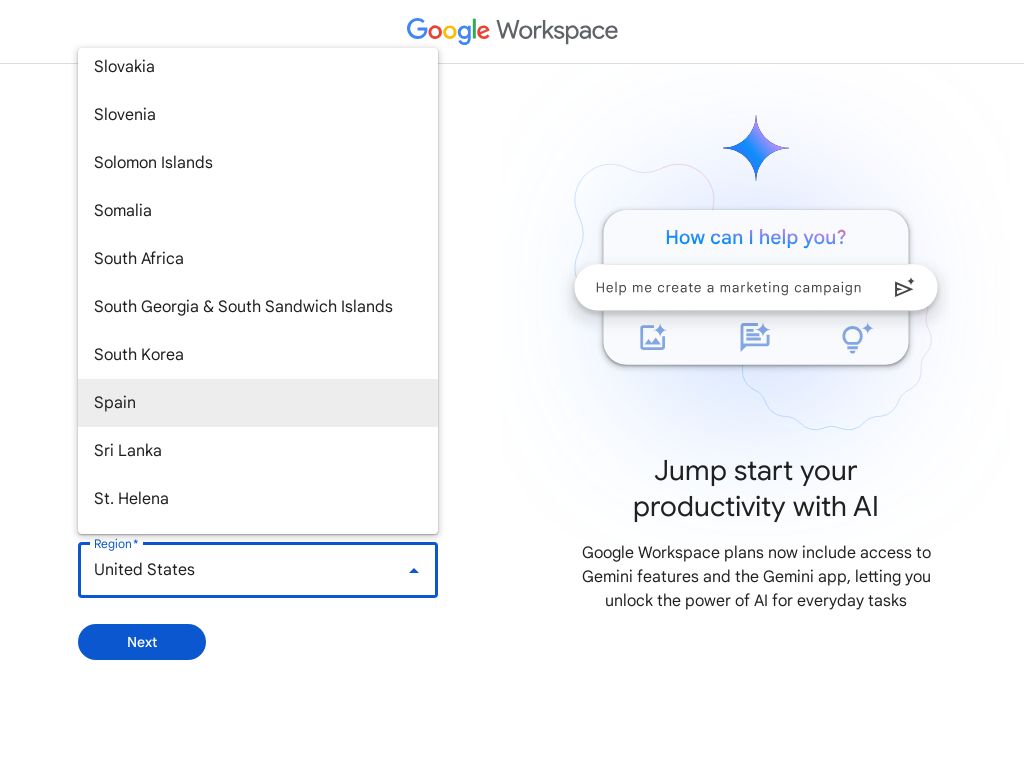 Google Workspace
Slovakia
Slovenia
Solomon Islands
Somalia
South Africa
South Georgia & South Sandwich Islands
South Korea
Spain
Sri Lanka
St. Helena
Region*
United States
Next
How can I help you?
Help me create a marketing campaign
Jump start your
productivity with AI
Google Workspace plans now include access to
Gemini features and the Gemini app, letting you
unlock the power of AI for everyday tasks